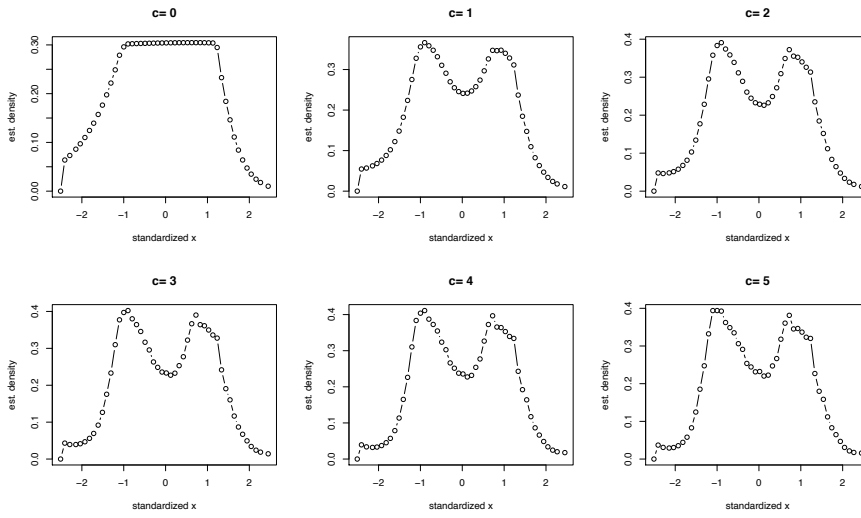 c= 0
est. density
0.00 0.10 0.20 0.30
−2 −1 0 1 2
standardized x
c= 1
est. density
0.0 0.1 0.2 0.3
−2 −1 0 1 2
standardized x
c= 2
est. density
0.0 0.1 0.2 0.3 0.4
−2 −1 0 1 2
standardized x
c= 3
est. density
0.0 0.1 0.2 0.3 0.4
−2 −1 0 1 2
standardized x
c= 4
est. density
0.0 0.1 0.2 0.3 0.4
−2 −1 0 1 2
standardized x
c= 5
est. density
0.0 0.1 0.2 0.3 0.4
−2 −1 0 1 2
standardized x